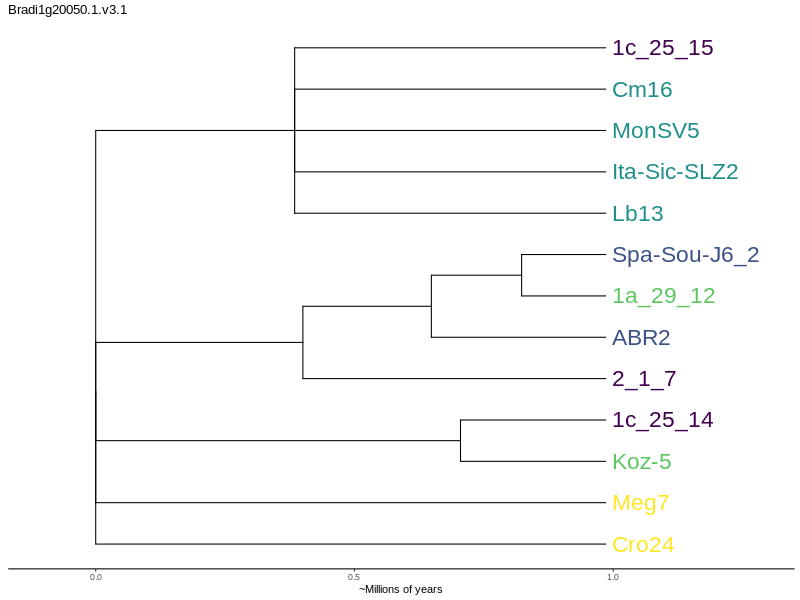 Bradi1g20050.1.v3.1
1c_25_15
Cm16
MonSV5
Ita-Sic-SLZ2
Lb13
Spa-Sou-J6_2
1a_29_12
ABR2
2_1_7
1c_25_14
Koz-5
Meg7
Cro24
0.0 0.5 1.0
~Millions of years